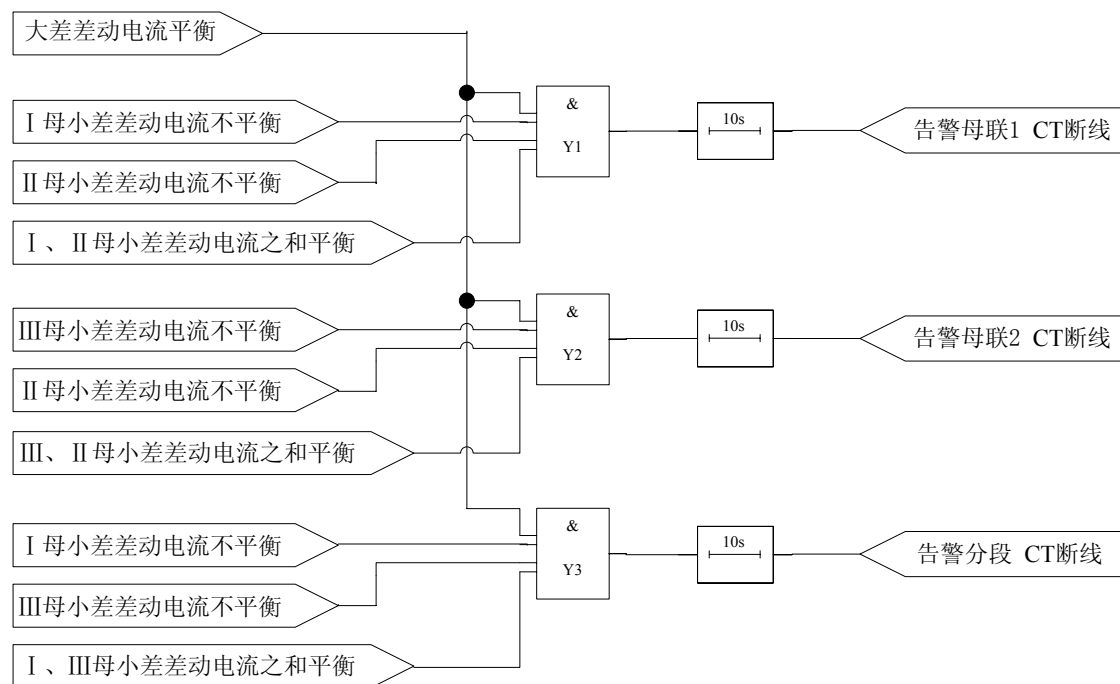 大差差动电流平衡
Ⅰ母小差差动电流不平衡
Ⅱ母小差差动电流不平衡
Ⅰ、Ⅱ母小差差动电流之和平衡
&
Y1
10s
告警母联1 CT断线
Ⅲ母小差差动电流不平衡
Ⅱ母小差差动电流不平衡
Ⅲ、Ⅱ母小差差动电流之和平衡
&
Y2
10s
告警母联2 CT断线
Ⅰ母小差差动电流不平衡
Ⅲ母小差差动电流不平衡
Ⅰ、Ⅲ母小差差动电流之和平衡
&
Y3
10s
告警分段 CT断线